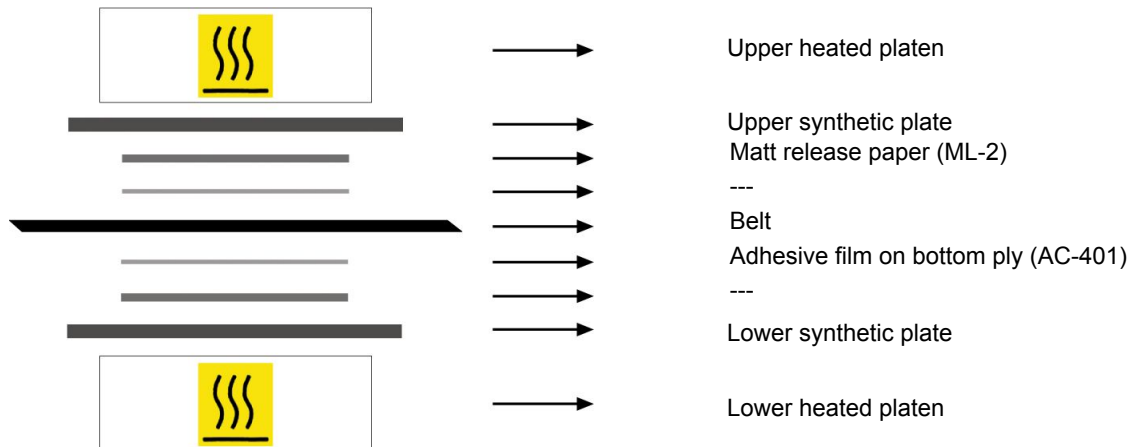 Upper heated platen
Upper synthetic plate
Matt release paper (ML-2)
---
Belt
Adhesive film on bottom ply (AC-401)
---
Lower synthetic plate
Lower heated platen